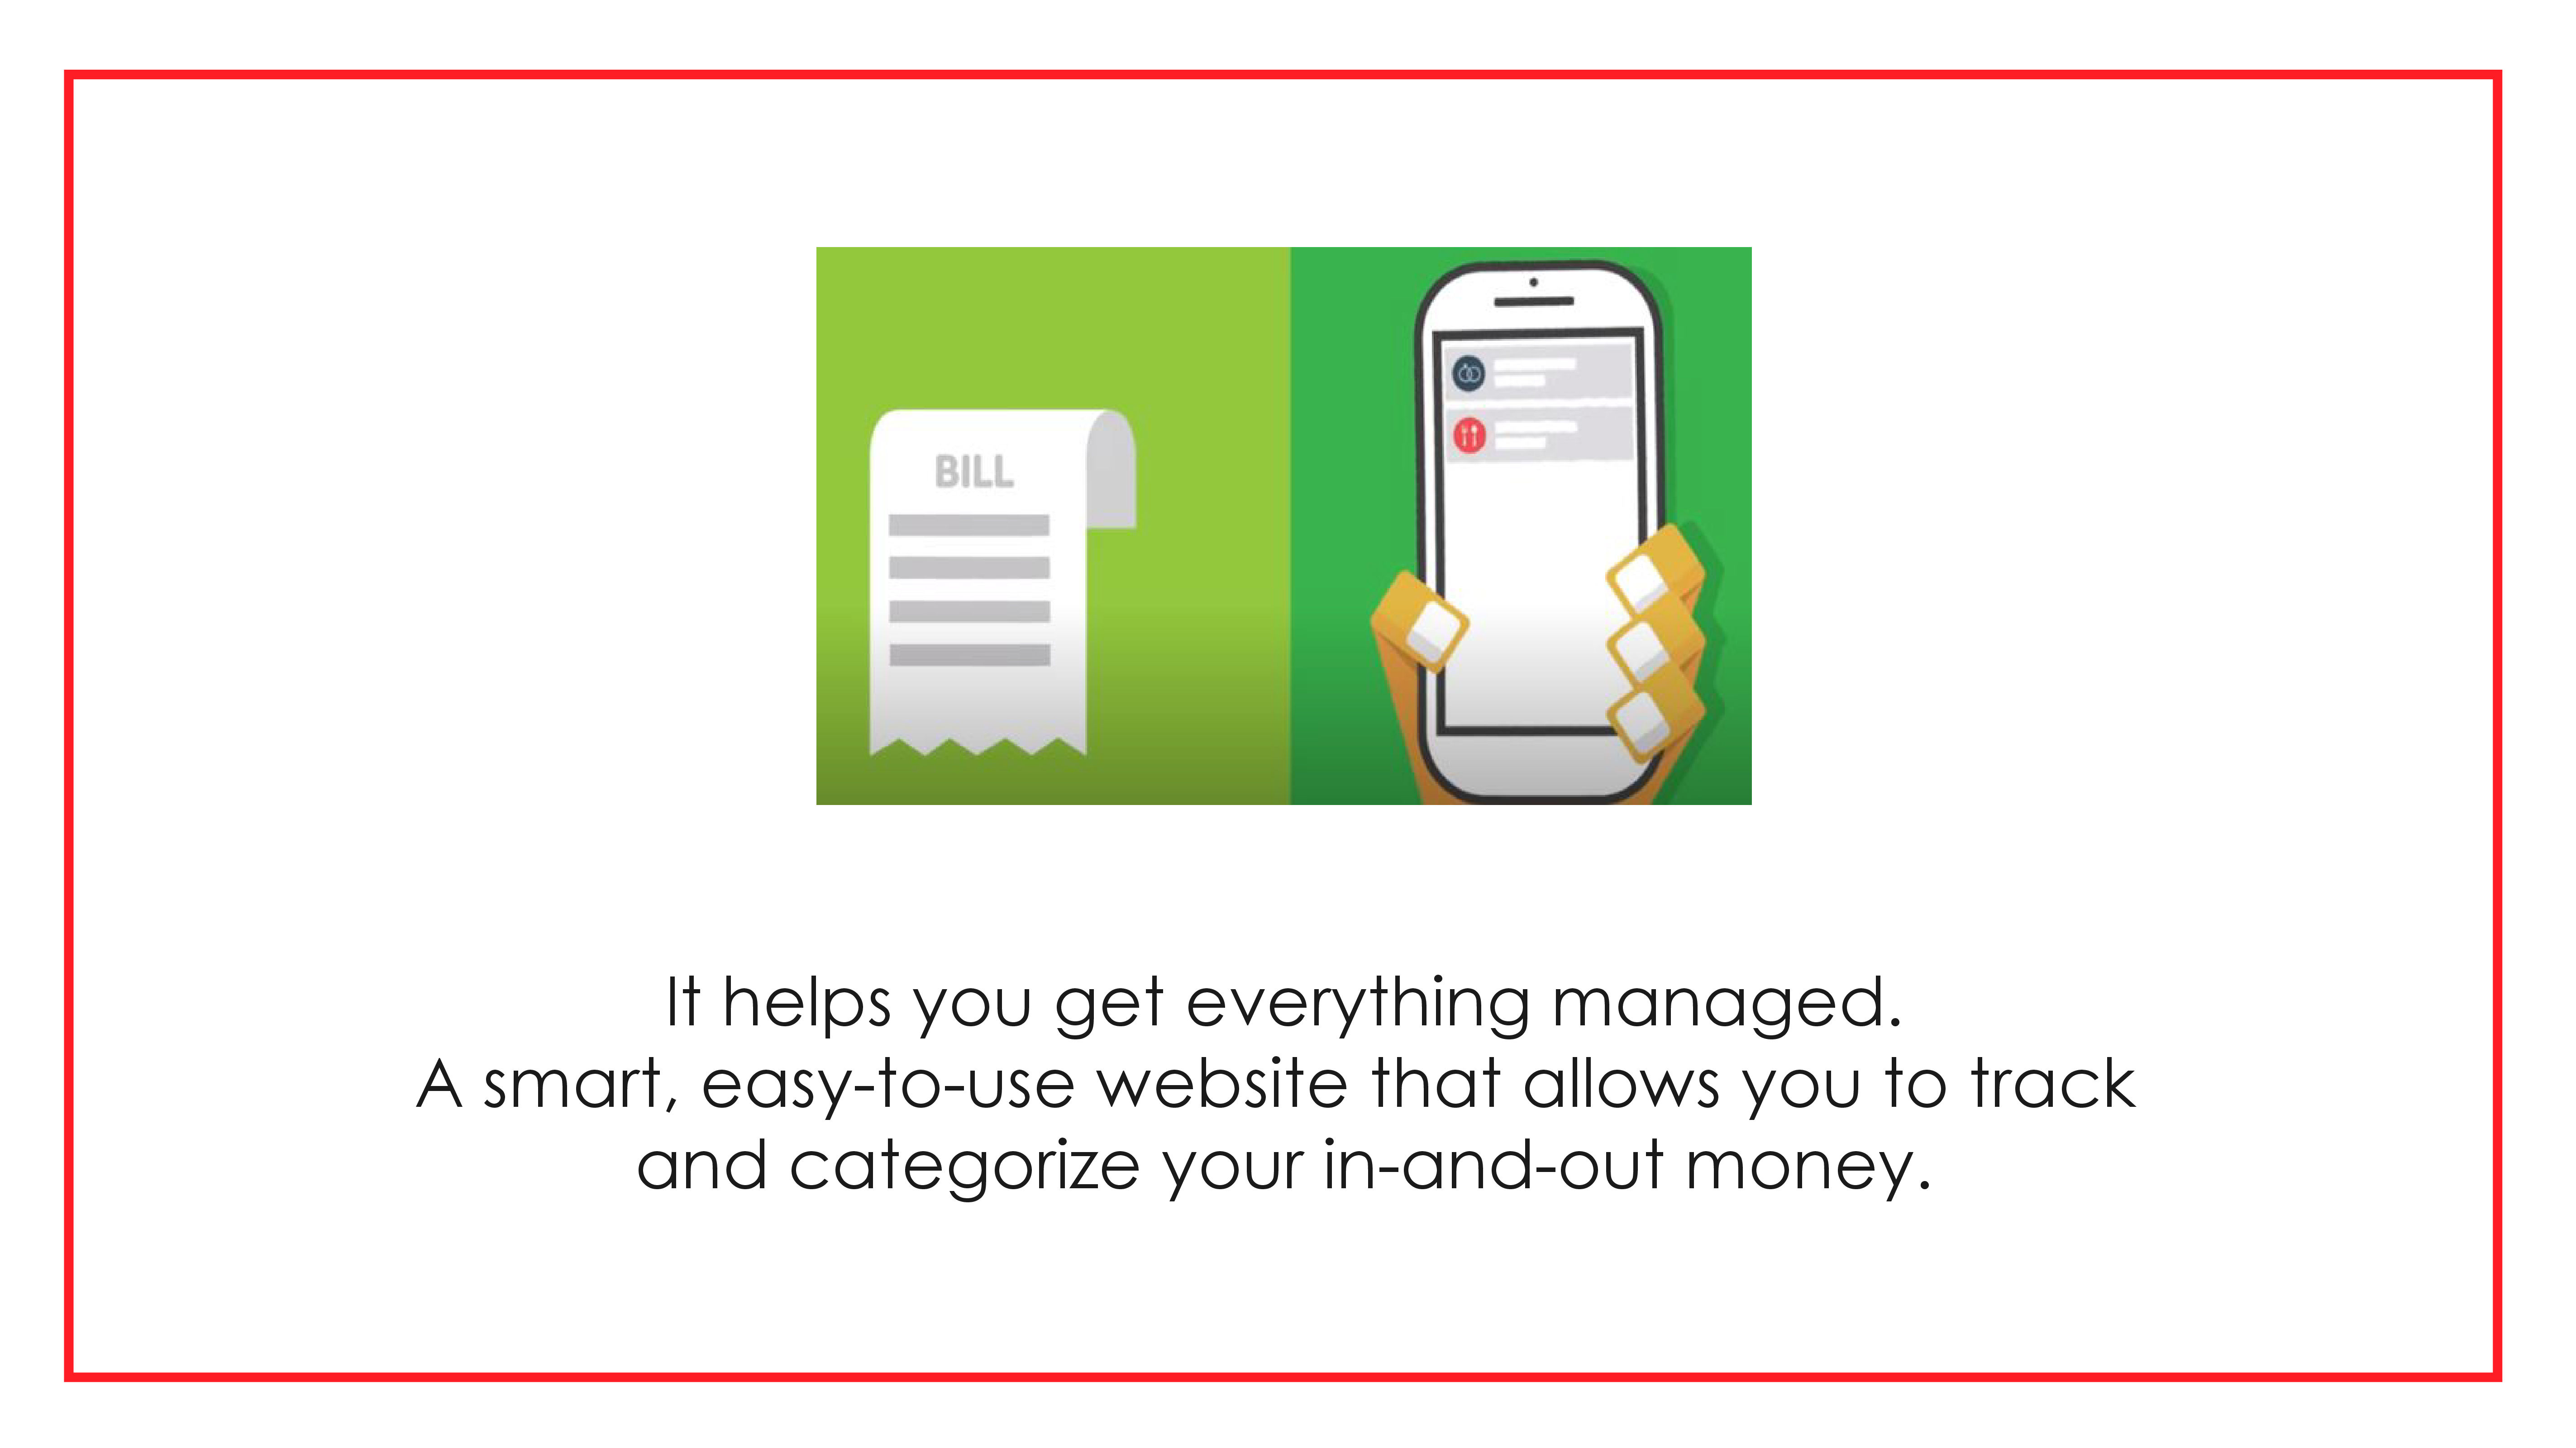 BILL
It helps you get everything managed.
A smart, easy-to-use website that allows you to track
and categorize your in-and-out money.